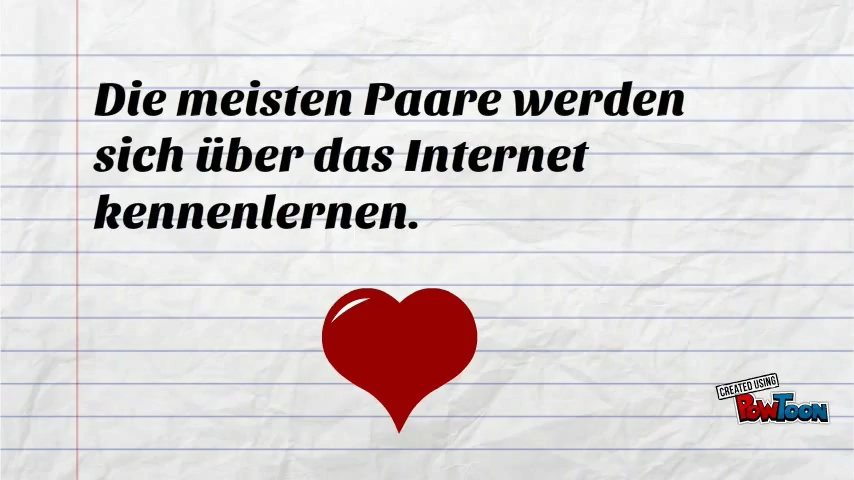 Die meisten Paare werden
sich über das Internet
kennenlernen.
CREATED USING
POWTOON